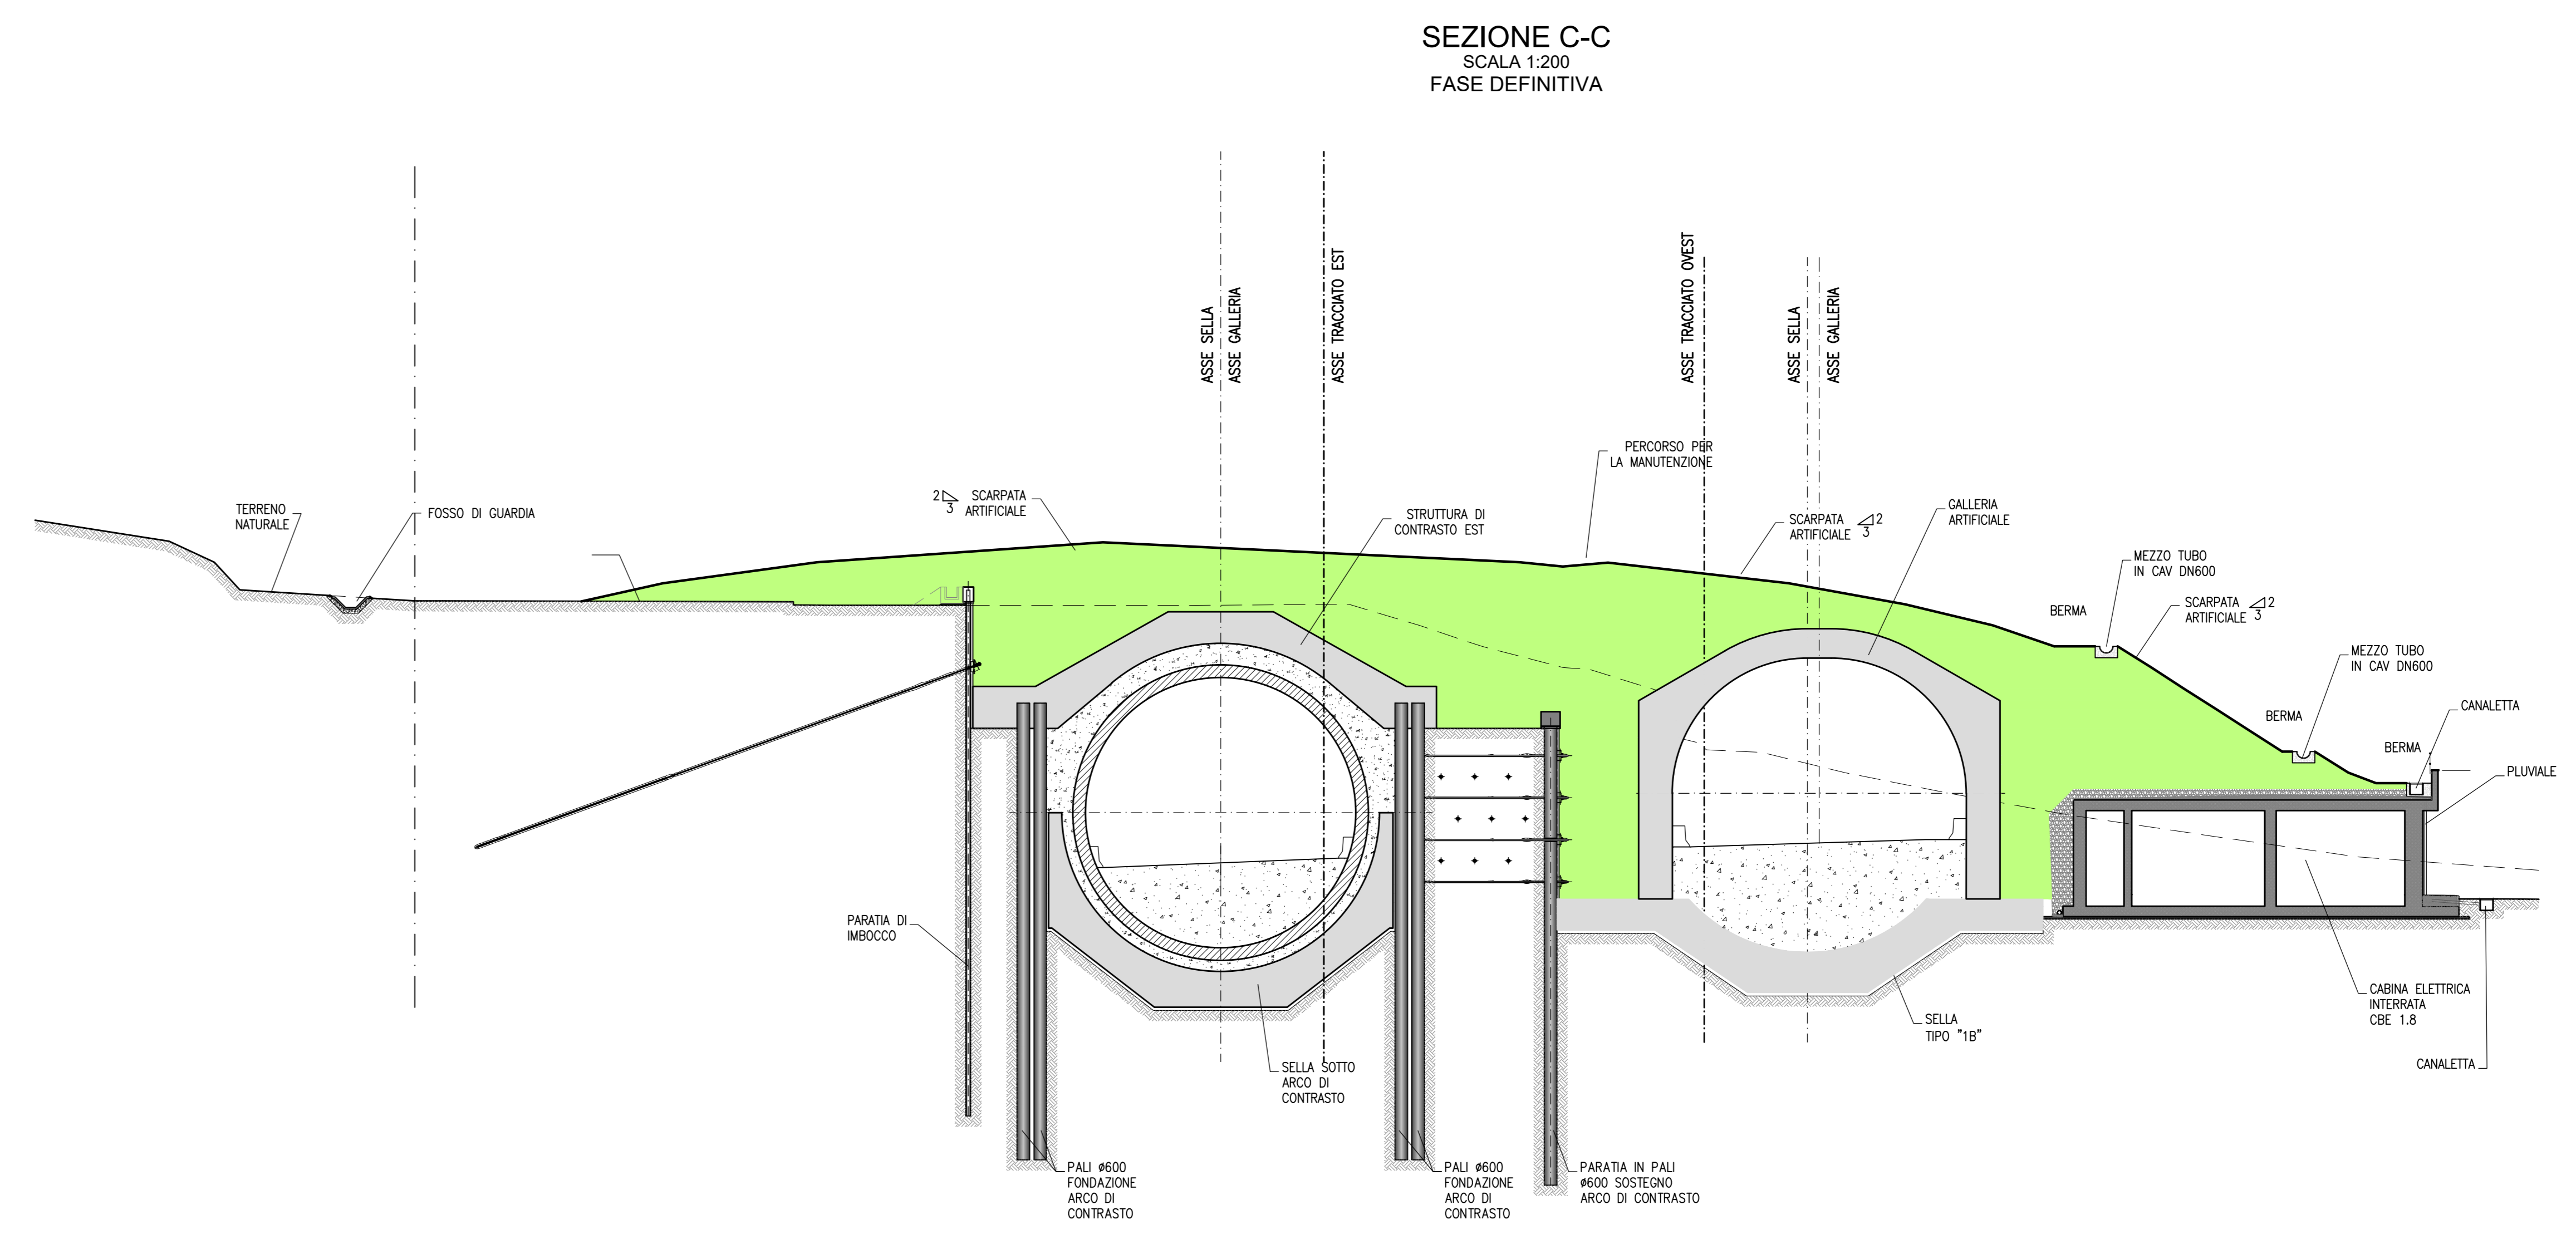 SEZIONE C-C
SCALA 1:200
FASE DEFINITIVA
ASSE SELLA
ASSE GALLERIA
ASSE TRACCIATO EST
ASSE TRACCIATO OVEST
ASSE SELLA
ASSE GALLERIA
TERRENO
NATURALE
FOSSO DI GUARDIA
2
3
SCARPATA
ARTIFICIALE
STRUTTURA DI
CONTRASTO EST
PERCORSO PER
LA MANUTENZIONE
SCARPATA
ARTIFICIALE
2
3
GALLERIA
ARTIFICIALE
MEZZO TUBO
IN CAV DN600
BERMA
SCARPATA
ARTIFICIALE
2
3
MEZZO TUBO
IN CAV DN600
BERMA
CANALETTA
BERMA
PLUVIALE
PARATIA DI
IMBOCCO
CABINA ELETTRICA
INTERRATA
CBE 1.8
SELLA
TIPO "1B"
CANALETTA
SELLA SOTTO
ARCO DI
CONTRASTO
PALI ø600
FONDAZIONE
ARCO DI
CONTRASTO
PALI ø600
FONDAZIONE
ARCO DI
CONTRASTO
PARATIA IN PALI
ø600 SOSTEGNO
ARCO DI CONTRASTO